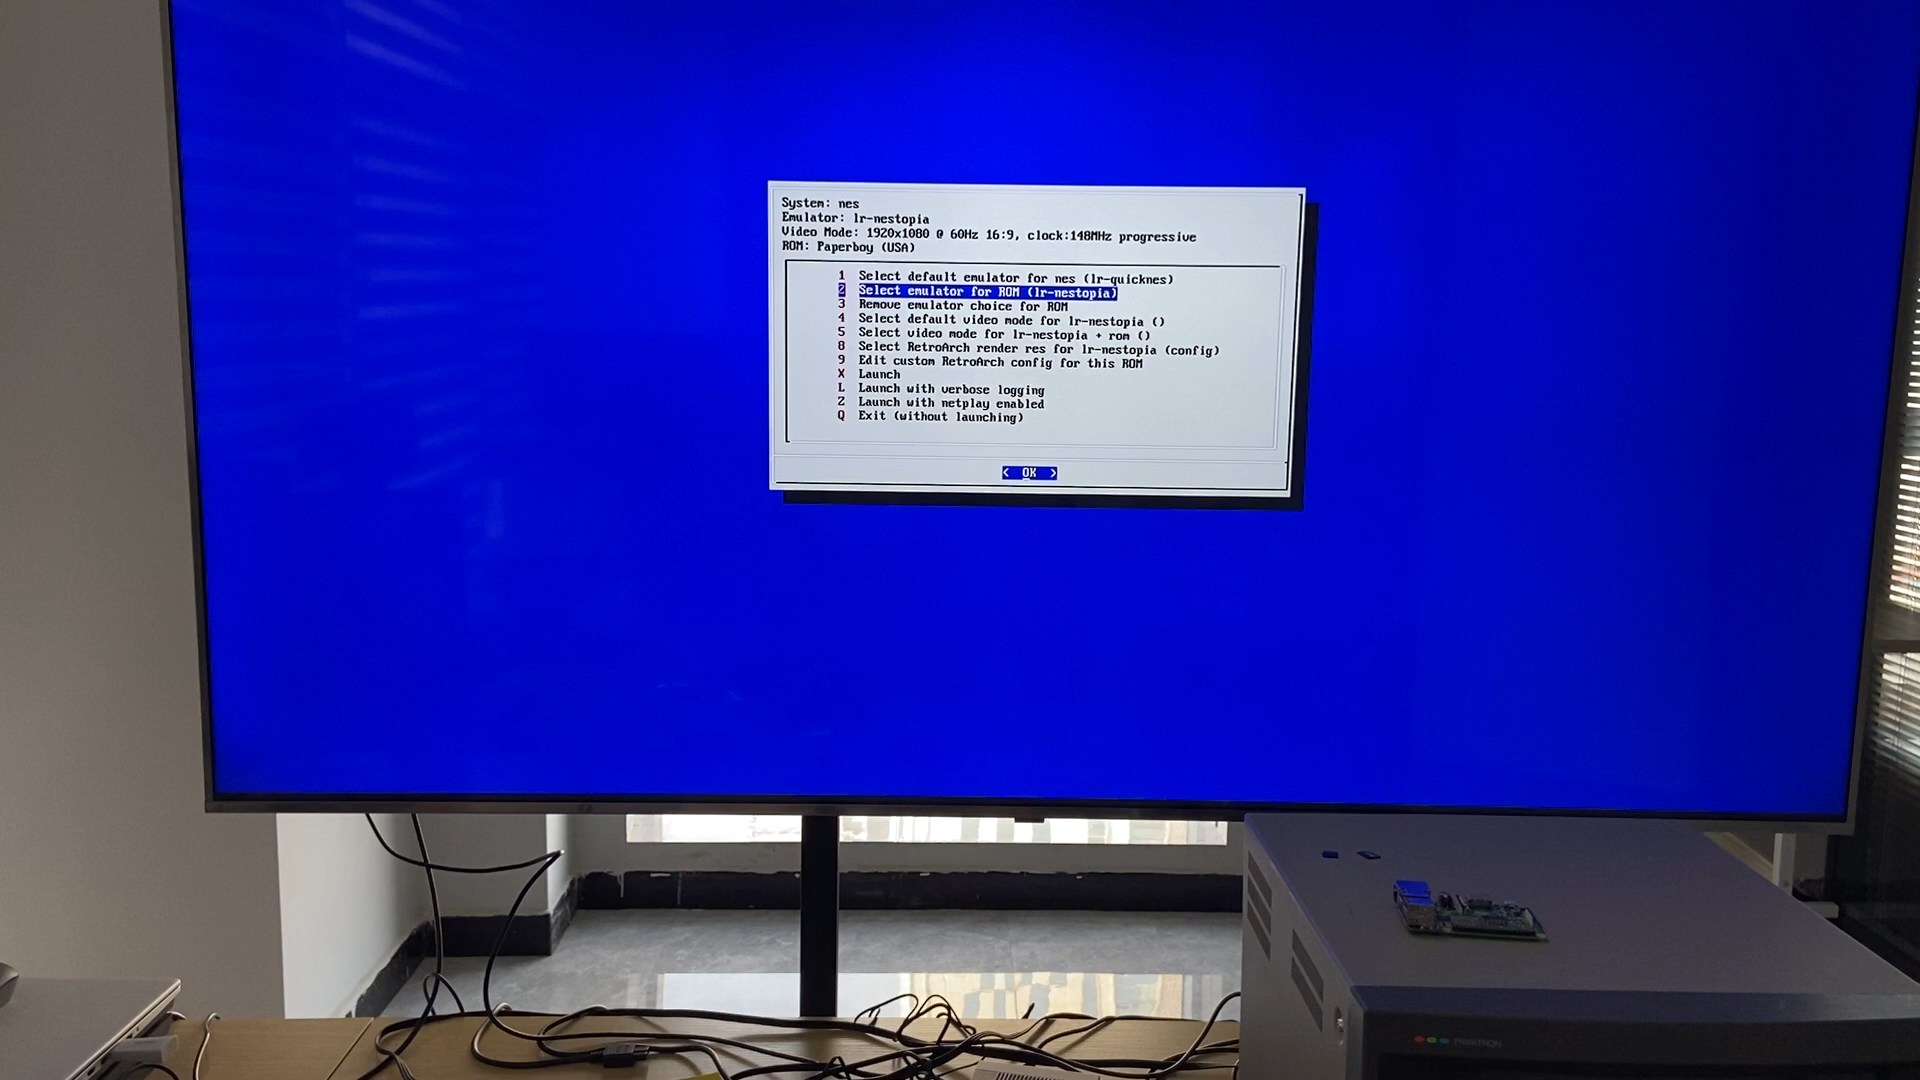 System: nes
Emulator: lr-nestopia
Video Mode: 1920x1080 @ 60Hz 16:9, clock:148MHz progressive
ROM: Paperboy (USA)
1 Select default emulator for nes (lr-quicknes)
2 Select emulator for ROM (lr-nestopia)
3 Remove emulator choice for ROM
4 Select default video mode for lr-nestopia ()
5 Select video mode for lr-nestopia + rom ()
8 Select RetroArch render res for lr-nestopia (config)
9 Edit custom RetroArch config for this ROM
X Launch
L Launch with verbose logging
Z Launch with netplay enabled
Q Exit (without launching)
< OK >